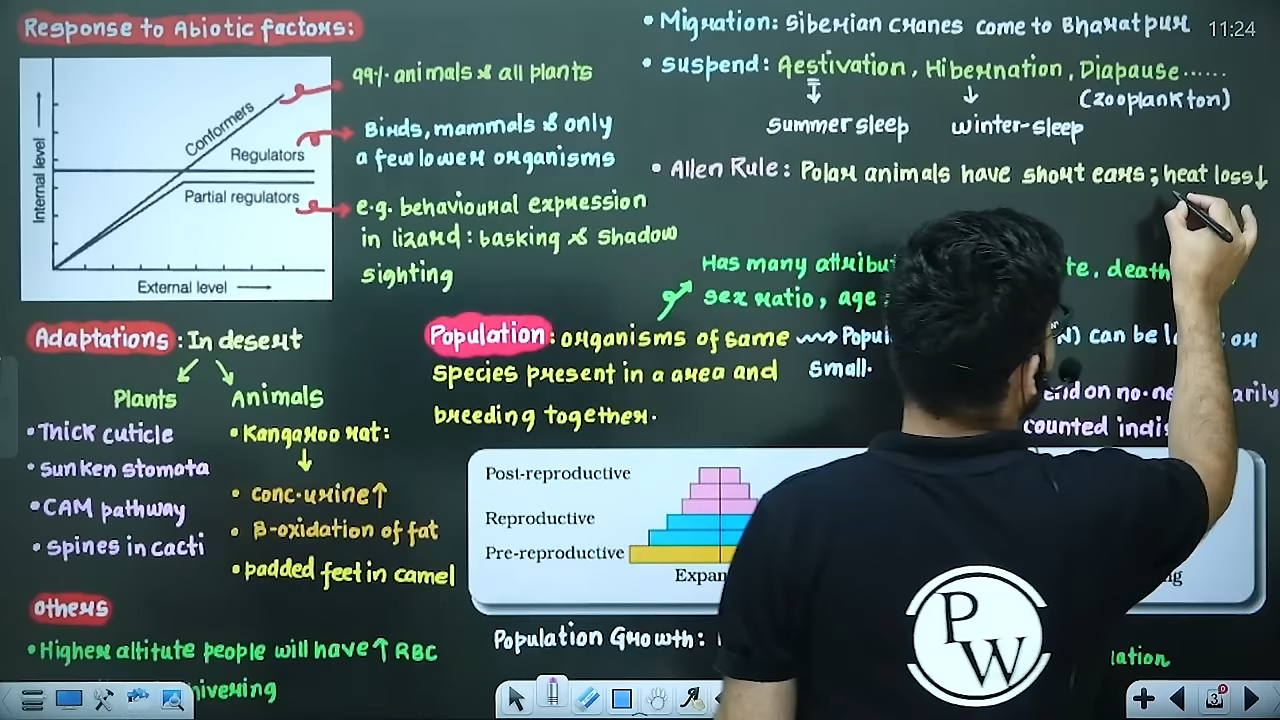 Response to Abiotic factors:
Internal level
External level
Conformers
Regulators
Partial regulators
99% animals & all plants
Birds, mammals & only
a few lower organisms
e.g. behavioural expression
in lizard: basking & shadow
sighting
• Migration: Siberian cranes come to Bharatpur
11:24
• suspend: Aestivation, Hibernation, Diapause......
(zooplankton)
summer sleep
winter-sleep
• Allen Rule: Polar animals have short ears; heat loss↓
Adaptations: In desert
Plants
• Thick cuticle
• sunken stomata
• CAM pathway
• spines in cacti
Animals
• Kangaroo rat:
• conc. urine↑
• β-oxidation of fat
• padded feet in camel
others
• Higher altitute people will have ↑ RBC
Has many
death
sex ratio, age
Population: organisms of same
species present in a area and
breeding together.
N) can be
or
small.
on no.
counted
Post-reproductive
Reproductive
Pre-reproductive
Population Growth:
P
W
3